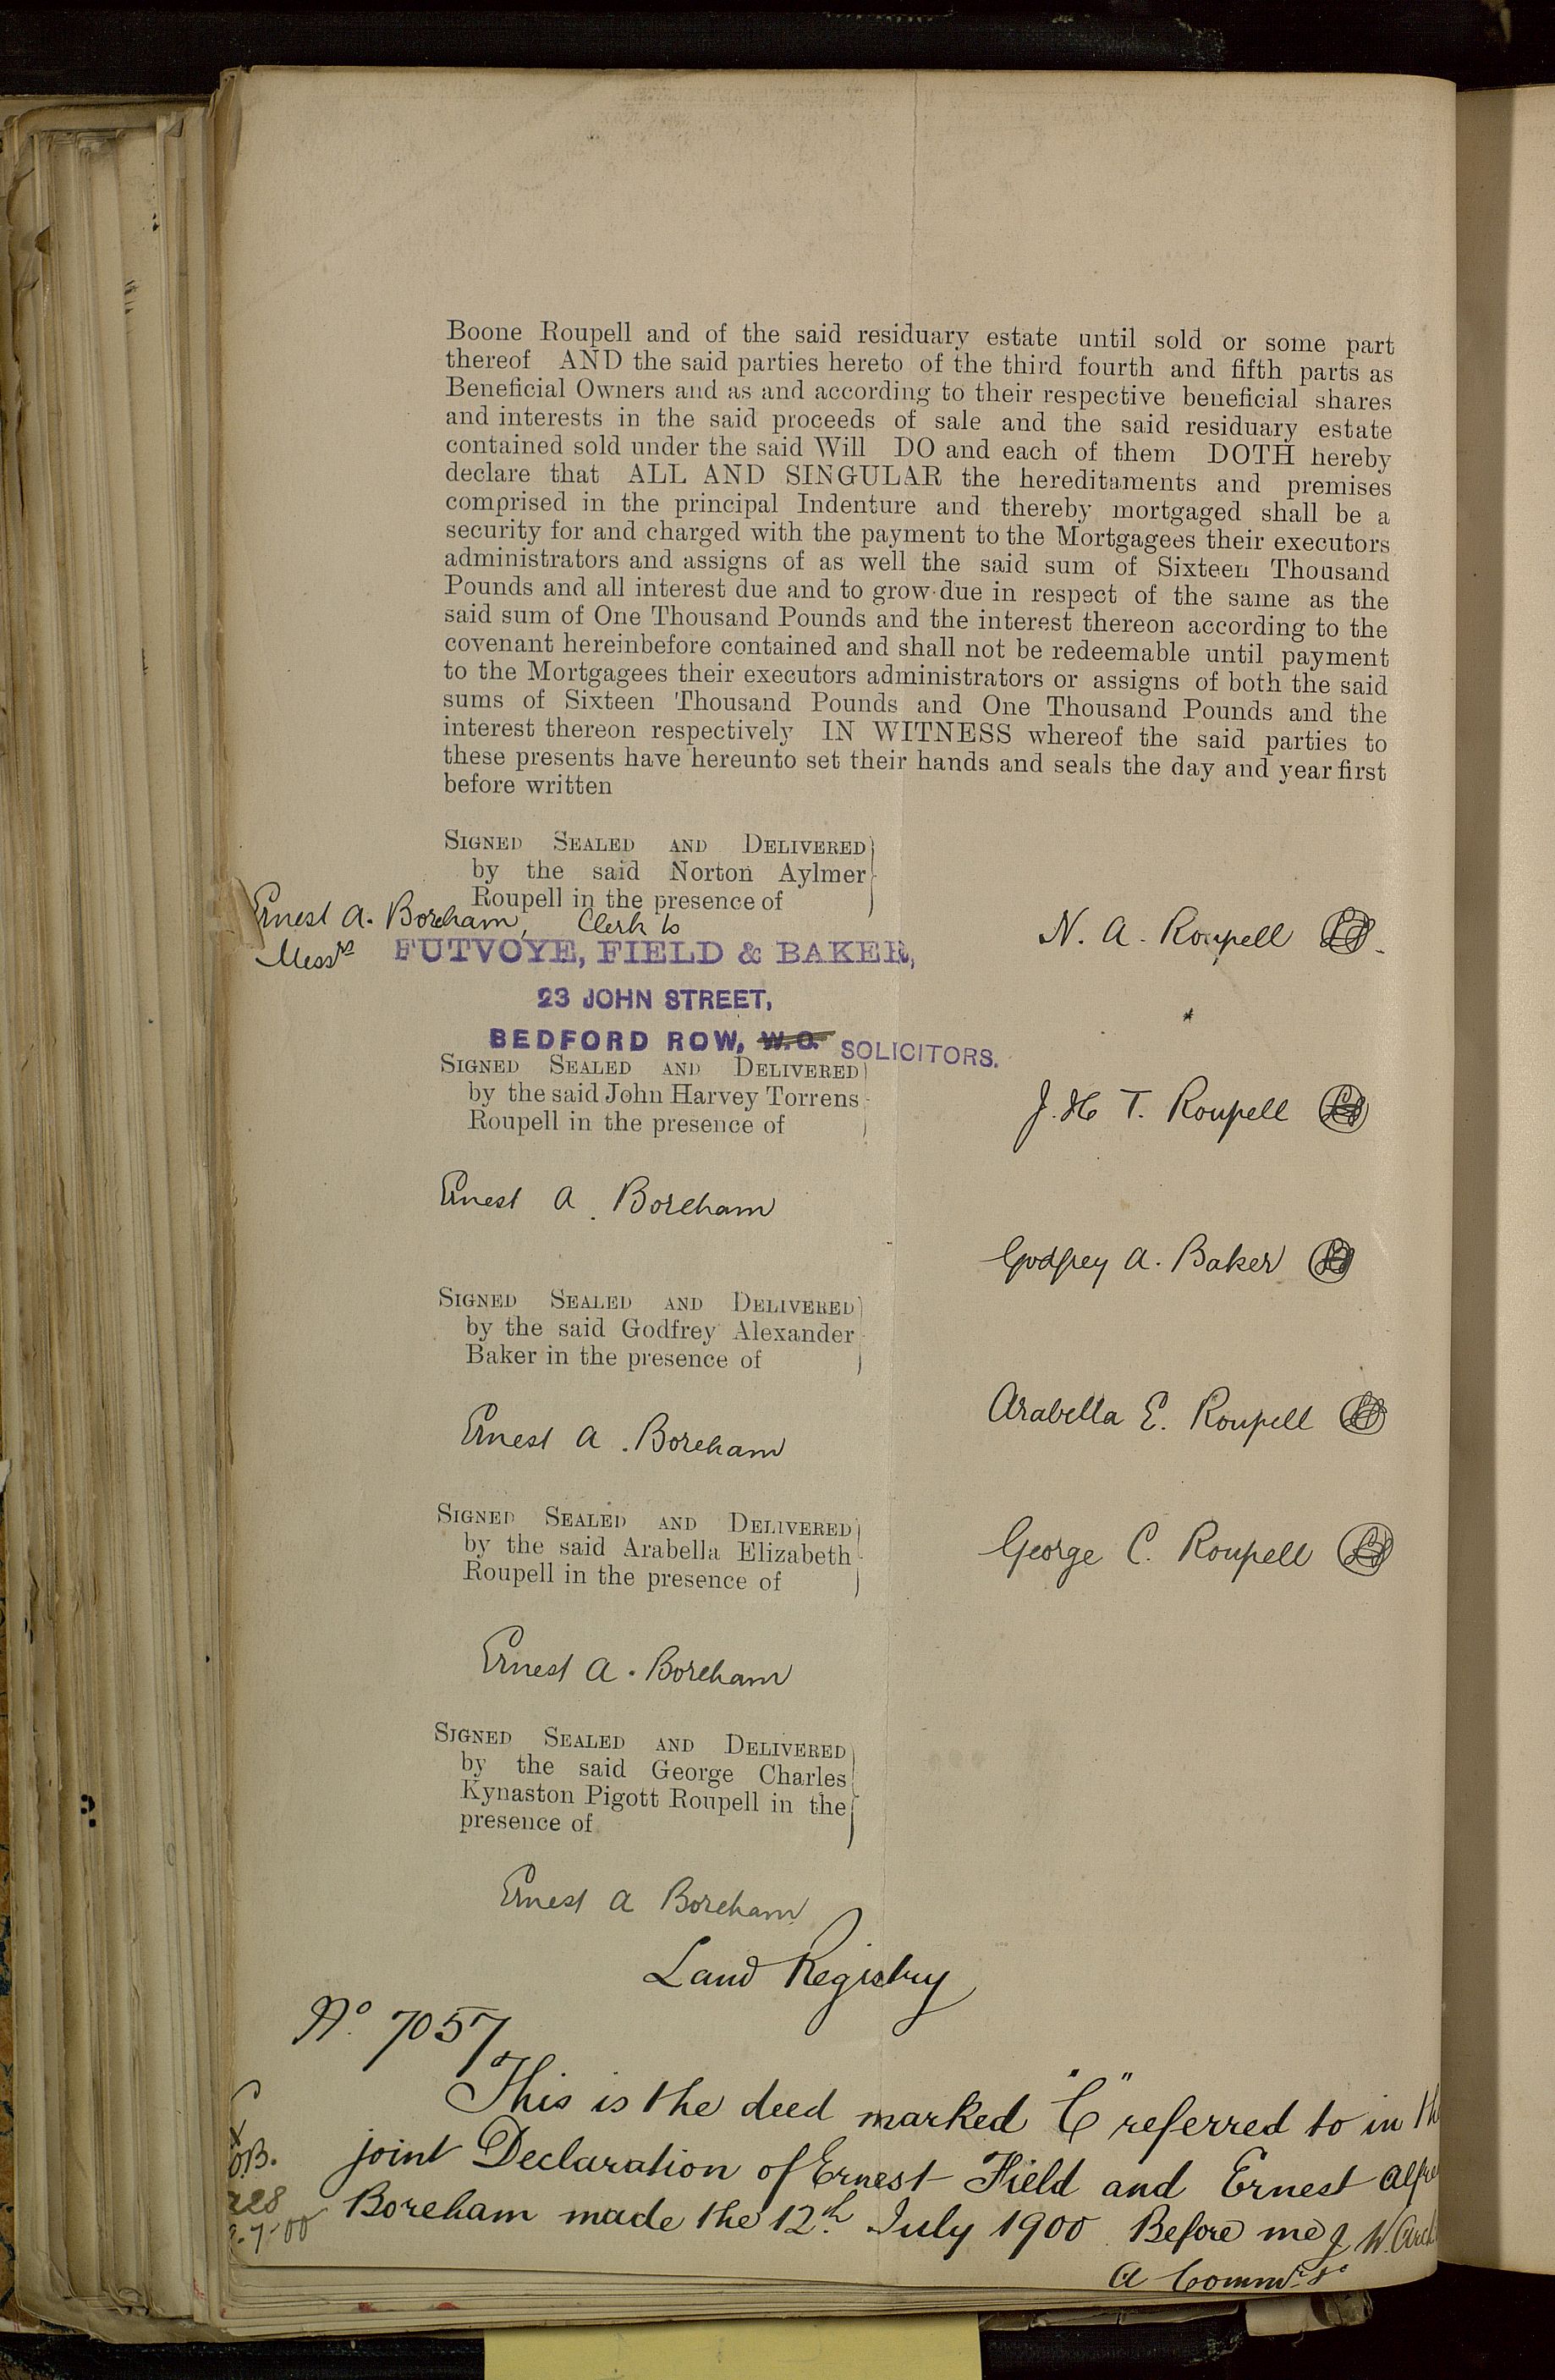 Boone Roupell and of the said residuary estate until sold or some part
thereof AND the said parties hereto of the third fourth and fifth parts as
Beneficial Owners and as and according to their respective beneficial shares
and interests in the said proceeds of sale and the said residuary estate
contained sold under the said Will DO and each of them DOTH hereby
declare that ALL AND SINGULAR the hereditaments and premises
comprised in the principal Indenture and thereby mortgaged shall be a
security for and charged with the payment to the Mortgagees their executors
administrators and assigns of as well the said sum of Sixteen Thousand
Pounds and all interest due and to grow due in respect of the same as the
said sum of One Thousand Pounds and the interest thereon according to the
covenant hereinbefore contained and shall not be redeemable until payment
to the Mortgagees their executors administrators or assigns of both the said
sums of Sixteen Thousand Pounds and One Thousand Pounds and the
interest thereon respectively IN WITNESS whereof the said parties to
these presents have hereunto set their hands and seals the day and year first
before written
SIGNED SEALED AND DELIVERED
by the said Norton Aylmer
Roupell in the presence of
Ernest A. Boreham, Clerk to
Messrs FUTVOYE, FIELD & BAKER,
23 JOHN STREET,
BEDFORD ROW, W.C. SOLICITORS.
N. A. Roupell
SIGNED SEALED AND DELIVERED
by the said John Harvey Torrens
Roupell in the presence of
J. H T. Roupell
Ernest A. Boreham
Godfrey A. Baker
SIGNED SEALED AND DELIVERED
by the said Godfrey Alexander
Baker in the presence of
Arabella E. Roupell
Ernest A. Boreham
SIGNED SEALED AND DELIVERED
by the said Arabella Elizabeth
Roupell in the presence of
George C. Roupell
Ernest A. Boreham
SIGNED SEALED AND DELIVERED
by the said George Charles
Kynaston Pigott Roupell in the
presence of
Ernest A Boreham
Land Registry
No. 7057
This is the deed marked "C" referred to in
joint Declaration of Ernest Field and Ernest
Boreham made the 12th July 1900 Before me
A Commr